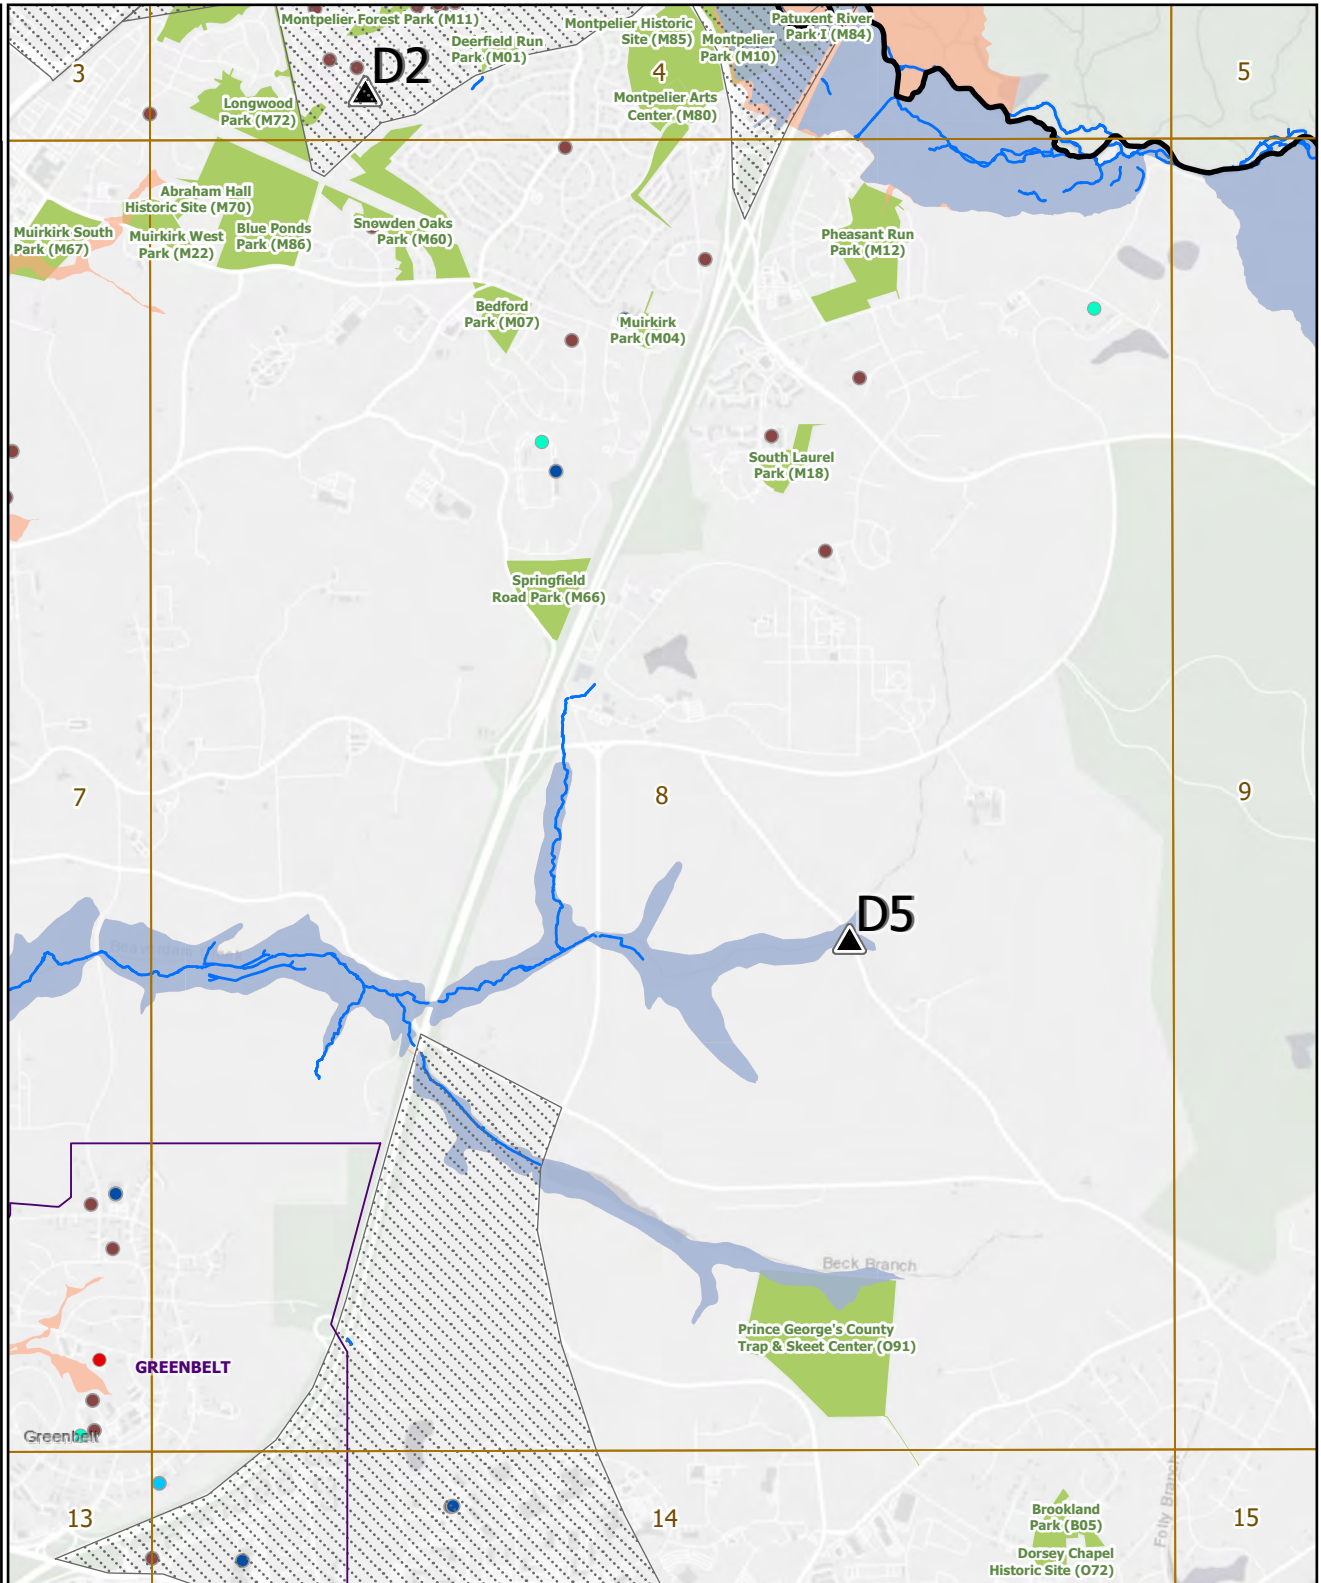 Montpelier Forest Park (M11)
Montpelier Historic
Site (M85)
Patuxent River
Park I (M84)
Deerfield Run
Park (M01)
Montpelier
Park (M10)
3
D2
4
5
Longwood
Park (M72)
Montpelier Arts
Center (M80)
Abraham Hall
Historic Site (M70)
Muirkirk South
Park (M67)
Muirkirk West
Park (M22)
Blue Ponds
Park (M86)
Snowden Oaks
Park (M60)
Pheasant Run
Park (M12)
Bedford
Park (M07)
Muirkirk
Park (M04)
South Laurel
Park (M18)
Springfield
Road Park (M66)
7
8
9
D5
Beck Branch
Prince George's County
Trap & Skeet Center (O91)
GREENBELT
Greenbelt
13
14
15
Brookland
Park (B05)
Folly Branch
Dorsey Chapel
Historic Site (O72)